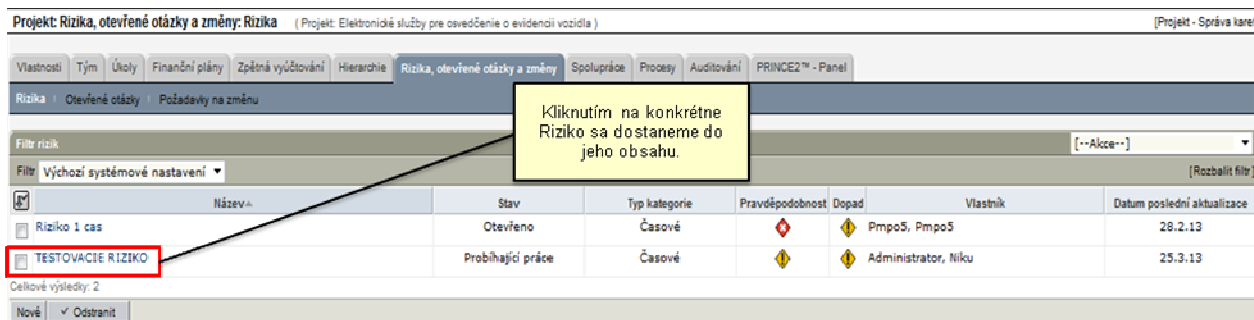 Projekt: Rizika, otevřené otázky a změny: Rizika ( Projekt: Elektronické služby pre osvedčenie o evidencii vozidla ) [Projekt - Správa karet
Vlastnosti Tým Úkoly Finanční plány Zpětná vyúčtování Hierarchie Rizika, otevřené otázky a změny Spolupráce Procesy Auditování PRINCE2™ - Panel
Rizika Otevřené otázky Požadavky na změnu
Kliknutím na konkrétne
Riziko sa dostaneme do
jeho obsahu.
Filtr rizik [--Akce--]
Filtr Výchozí systémové nastavení [Rozbalit filtr]
Název Stav Typ kategorie Pravděpodobnost Dopad Vlastník Datum poslední aktualizace
Riziko 1 cas Otevřeno Časové Pmpo5, Pmpo5 28.2.13
TESTOVACIE RIZIKO Probíhající práce Časové Administrator, Niku 25.3.13
Celkové výsledky: 2
Nové ✓ Odstranit